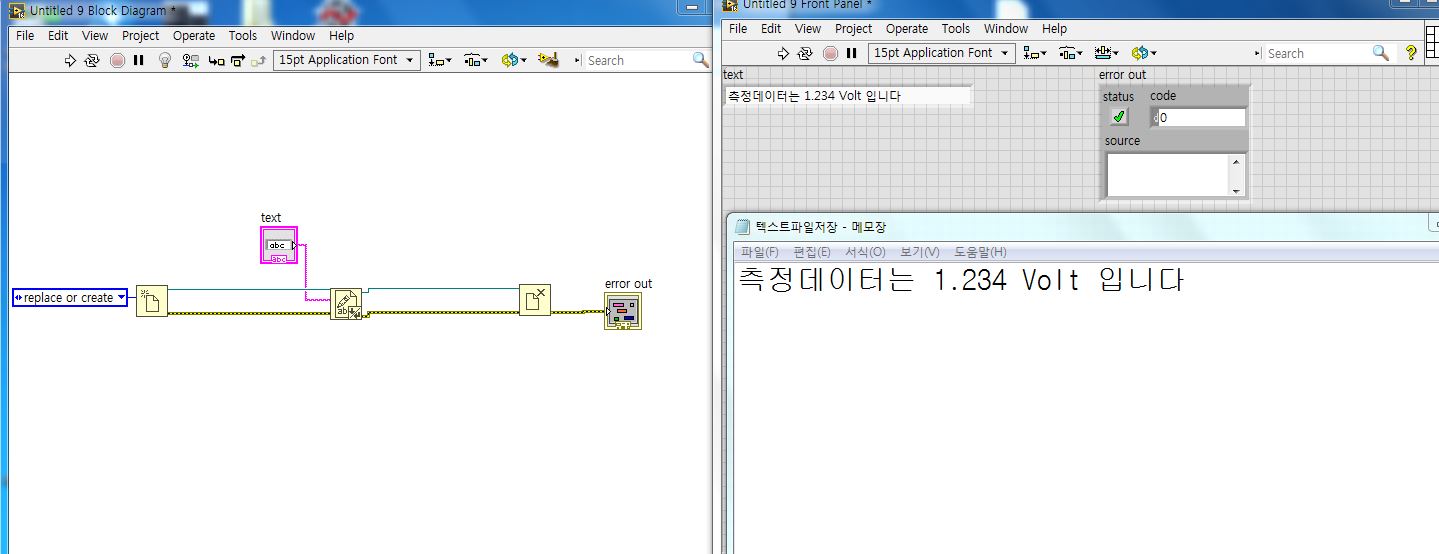 Untitled 9 Block Diagram *
File Edit View Project Operate Tools Window Help
15pt Application Font
Search
text
abc
abc
replace or create
ab
error out
Untitled 9 Front Panel *
File Edit View Project Operate Tools Window Help
15pt Application Font
Search
?
text
측정데이터는 1.234 Volt 입니다
error out
status code
d0
source
텍스트파일저장 - 메모장
파일(F) 편집(E) 서식(O) 보기(V) 도움말(H)
측정데이터는 1.234 Volt 입니다